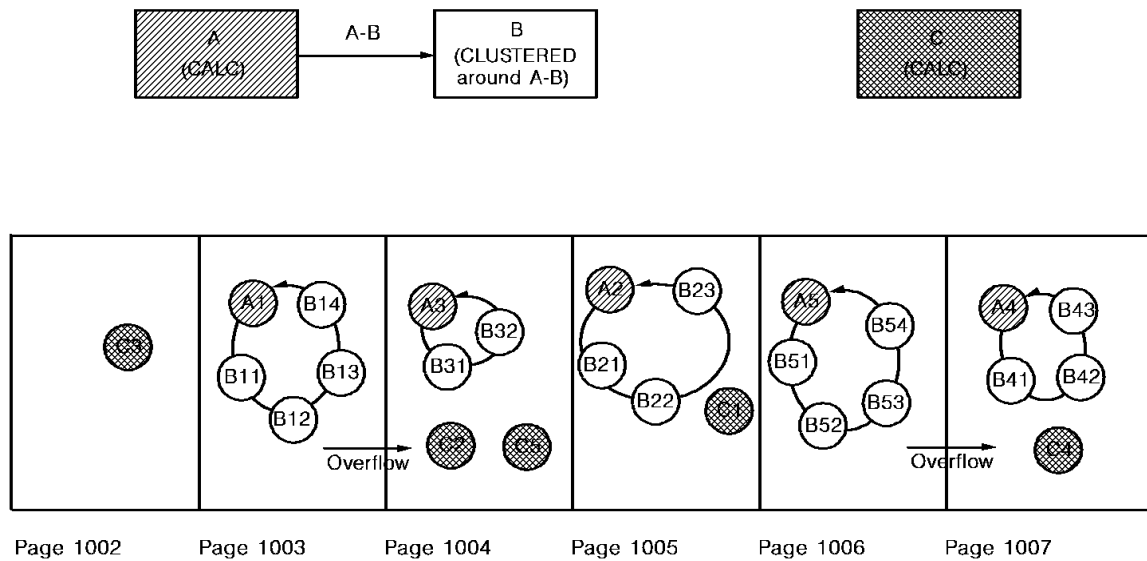 A
(CALC)
A-B
B
(CLUSTERED
around A-B)
C
(CALC)
A1
B14
B11
B13
B12
A3
B32
B31
C2
C5
A2
B23
B21
B22
C1
A5
B54
B51
B53
B52
A4
B43
B41
B42
C4
C3
Overflow
Overflow
Page 1002
Page 1003
Page 1004
Page 1005
Page 1006
Page 1007